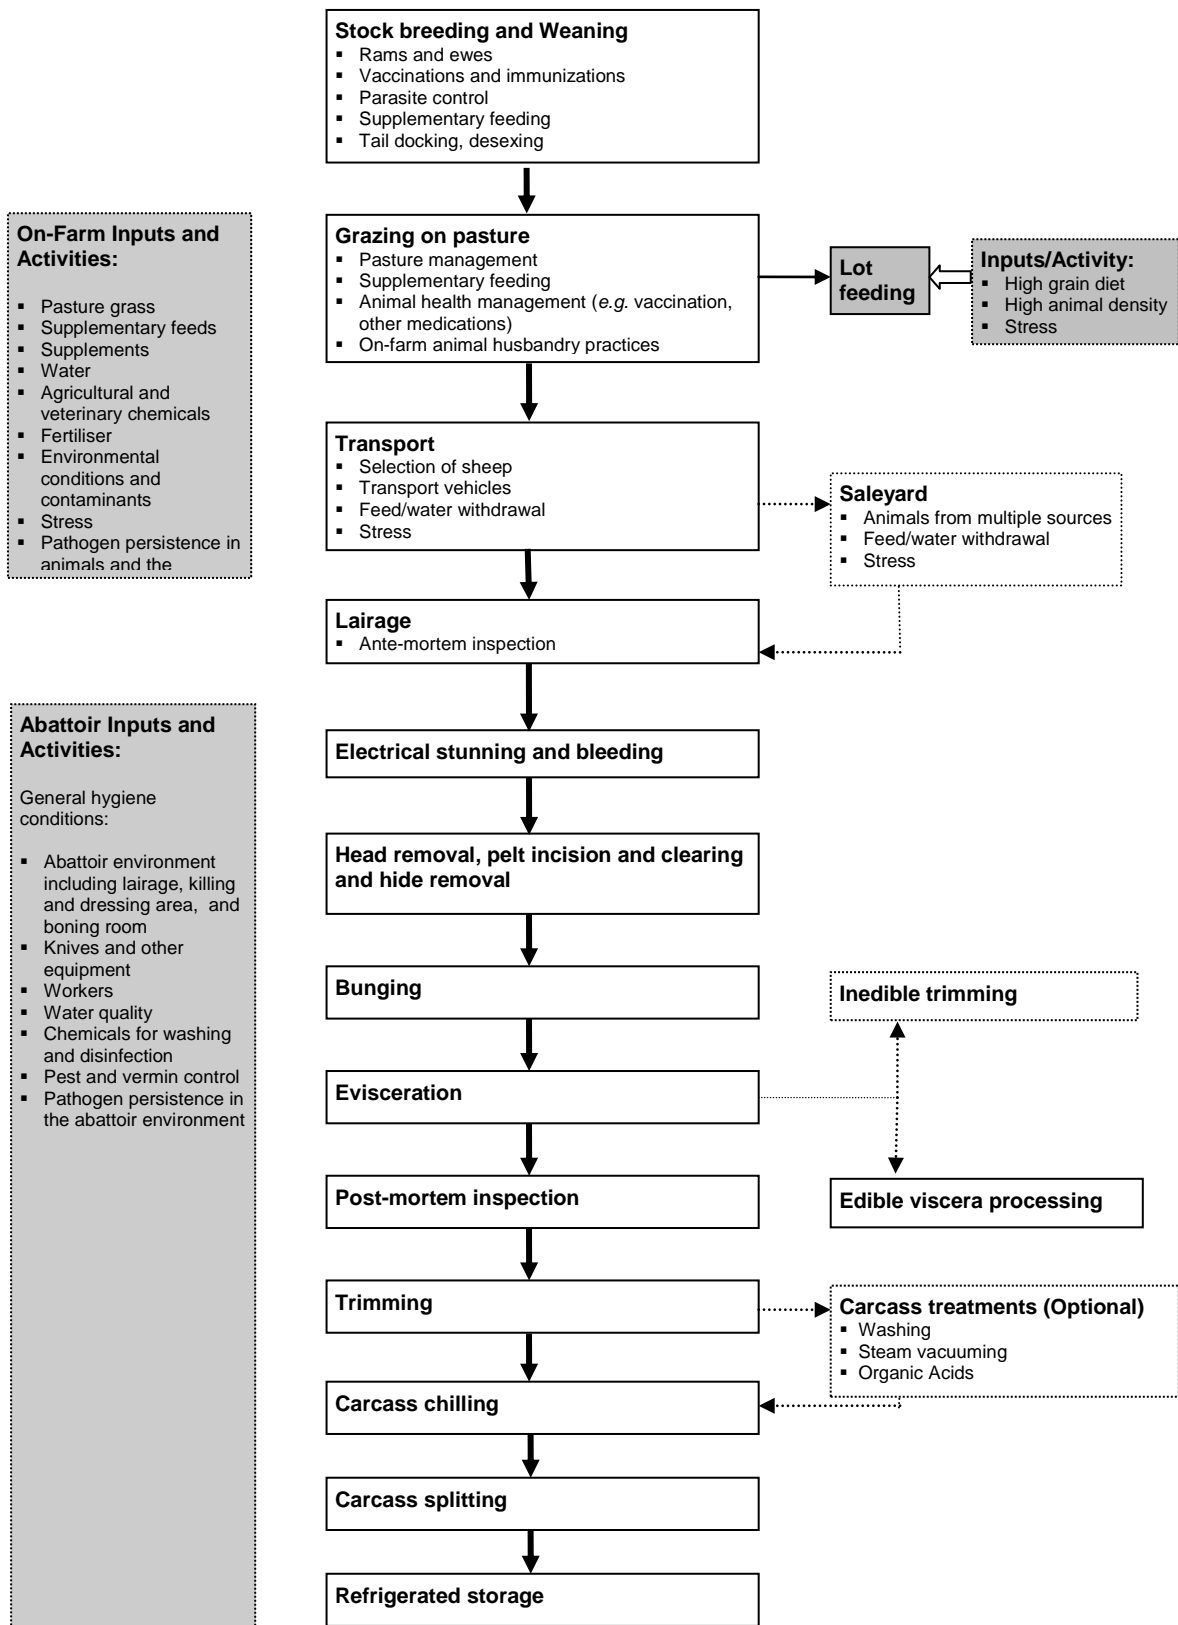 Stock breeding and Weaning
▪ Rams and ewes
▪ Vaccinations and immunizations
▪ Parasite control
▪ Supplementary feeding
▪ Tail docking, desexing
On-Farm Inputs and
Activities:
▪ Pasture grass
▪ Supplementary feeds
▪ Supplements
▪ Water
▪ Agricultural and
veterinary chemicals
▪ Fertiliser
▪ Environmental
conditions and
contaminants
▪ Stress
▪ Pathogen persistence in
animals and the
Grazing on pasture
▪ Pasture management
▪ Supplementary feeding
▪ Animal health management (e.g. vaccination,
other medications)
▪ On-farm animal husbandry practices
Lot
feeding
Inputs/Activity:
▪ High grain diet
▪ High animal density
▪ Stress
Transport
▪ Selection of sheep
▪ Transport vehicles
▪ Feed/water withdrawal
▪ Stress
Saleyard
▪ Animals from multiple sources
▪ Feed/water withdrawal
▪ Stress
Lairage
▪ Ante-mortem inspection
Abattoir Inputs and
Activities:
General hygiene
conditions:
▪ Abattoir environment
including lairage, killing
and dressing area, and
boning room
▪ Knives and other
equipment
▪ Workers
▪ Water quality
▪ Chemicals for washing
and disinfection
▪ Pest and vermin control
▪ Pathogen persistence in
the abattoir environment
Electrical stunning and bleeding
Head removal, pelt incision and clearing
and hide removal
Bunging
Inedible trimming
Evisceration
Post-mortem inspection
Edible viscera processing
Trimming
Carcass treatments (Optional)
▪ Washing
▪ Steam vacuuming
▪ Organic Acids
Carcass chilling
Carcass splitting
Refrigerated storage